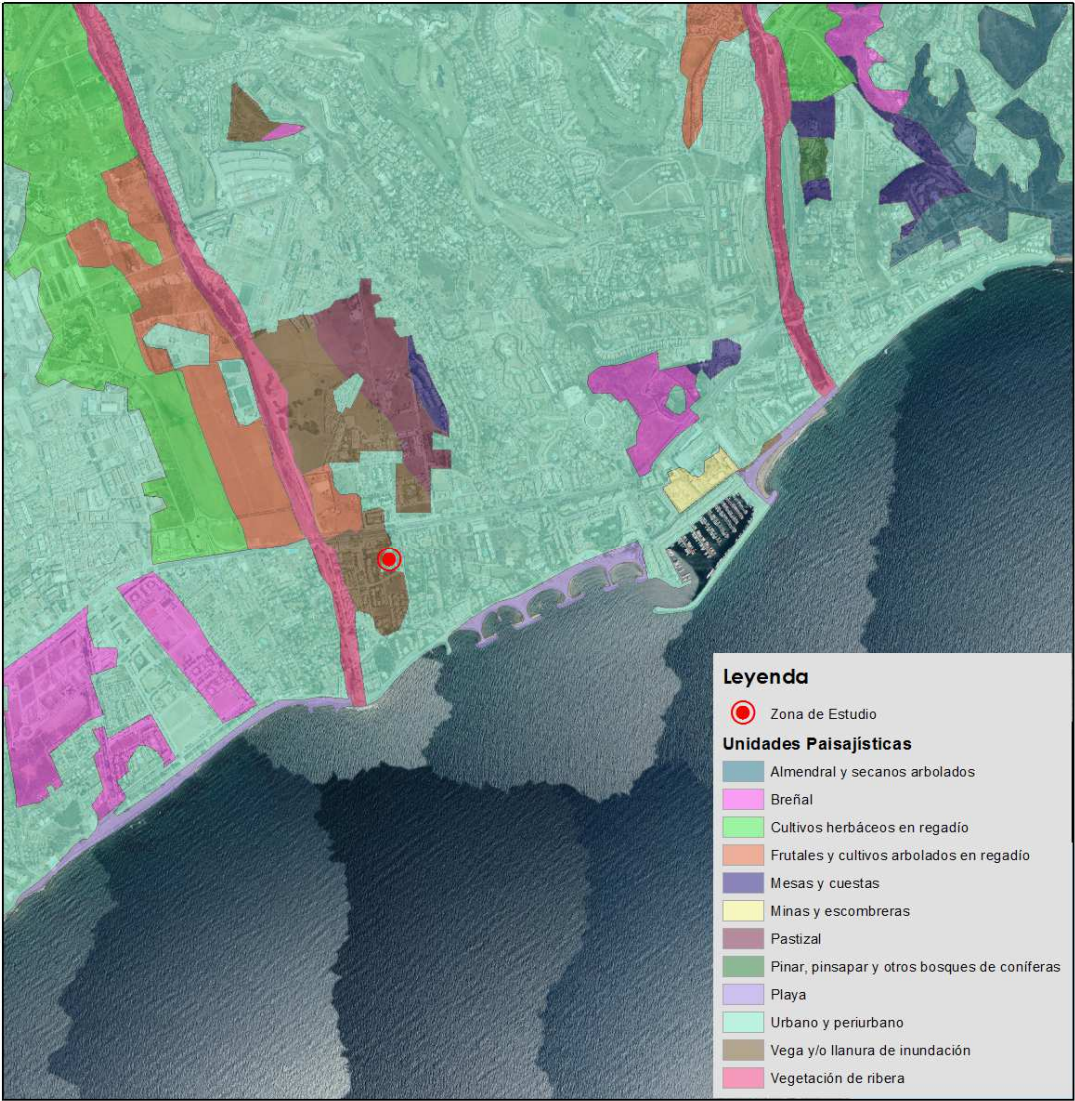 Leyenda
Zona de Estudio
Unidades Paisajísticas
Almendral y secanos arbolados
Breñal
Cultivos herbáceos en regadío
Frutales y cultivos arbolados en regadío
Mesas y cuestas
Minas y escombreras
Pastizal
Pinar, pinsapar y otros bosques de coníferas
Playa
Urbano y periurbano
Vega y/o llanura de inundación
Vegetación de ribera